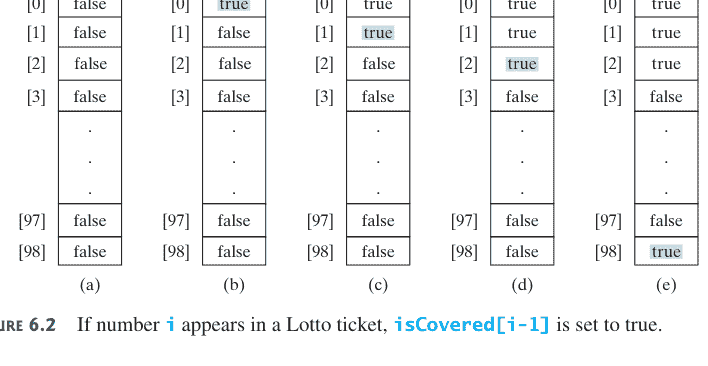 [0] false [0] true [0] true [0] true [0] true
[1] false [1] false [1] true [1] true [1] true
[2] false [2] false [2] false [2] true [2] true
[3] false [3] false [3] false [3] false [3] false
. . . . .
. . . . .
. . . . .
[97] false [97] false [97] false [97] false [97] false
[98] false [98] false [98] false [98] false [98] true
(a) (b) (c) (d) (e)
URE 6.2 If number i appears in a Lotto ticket, isCovered[i-1] is set to true.